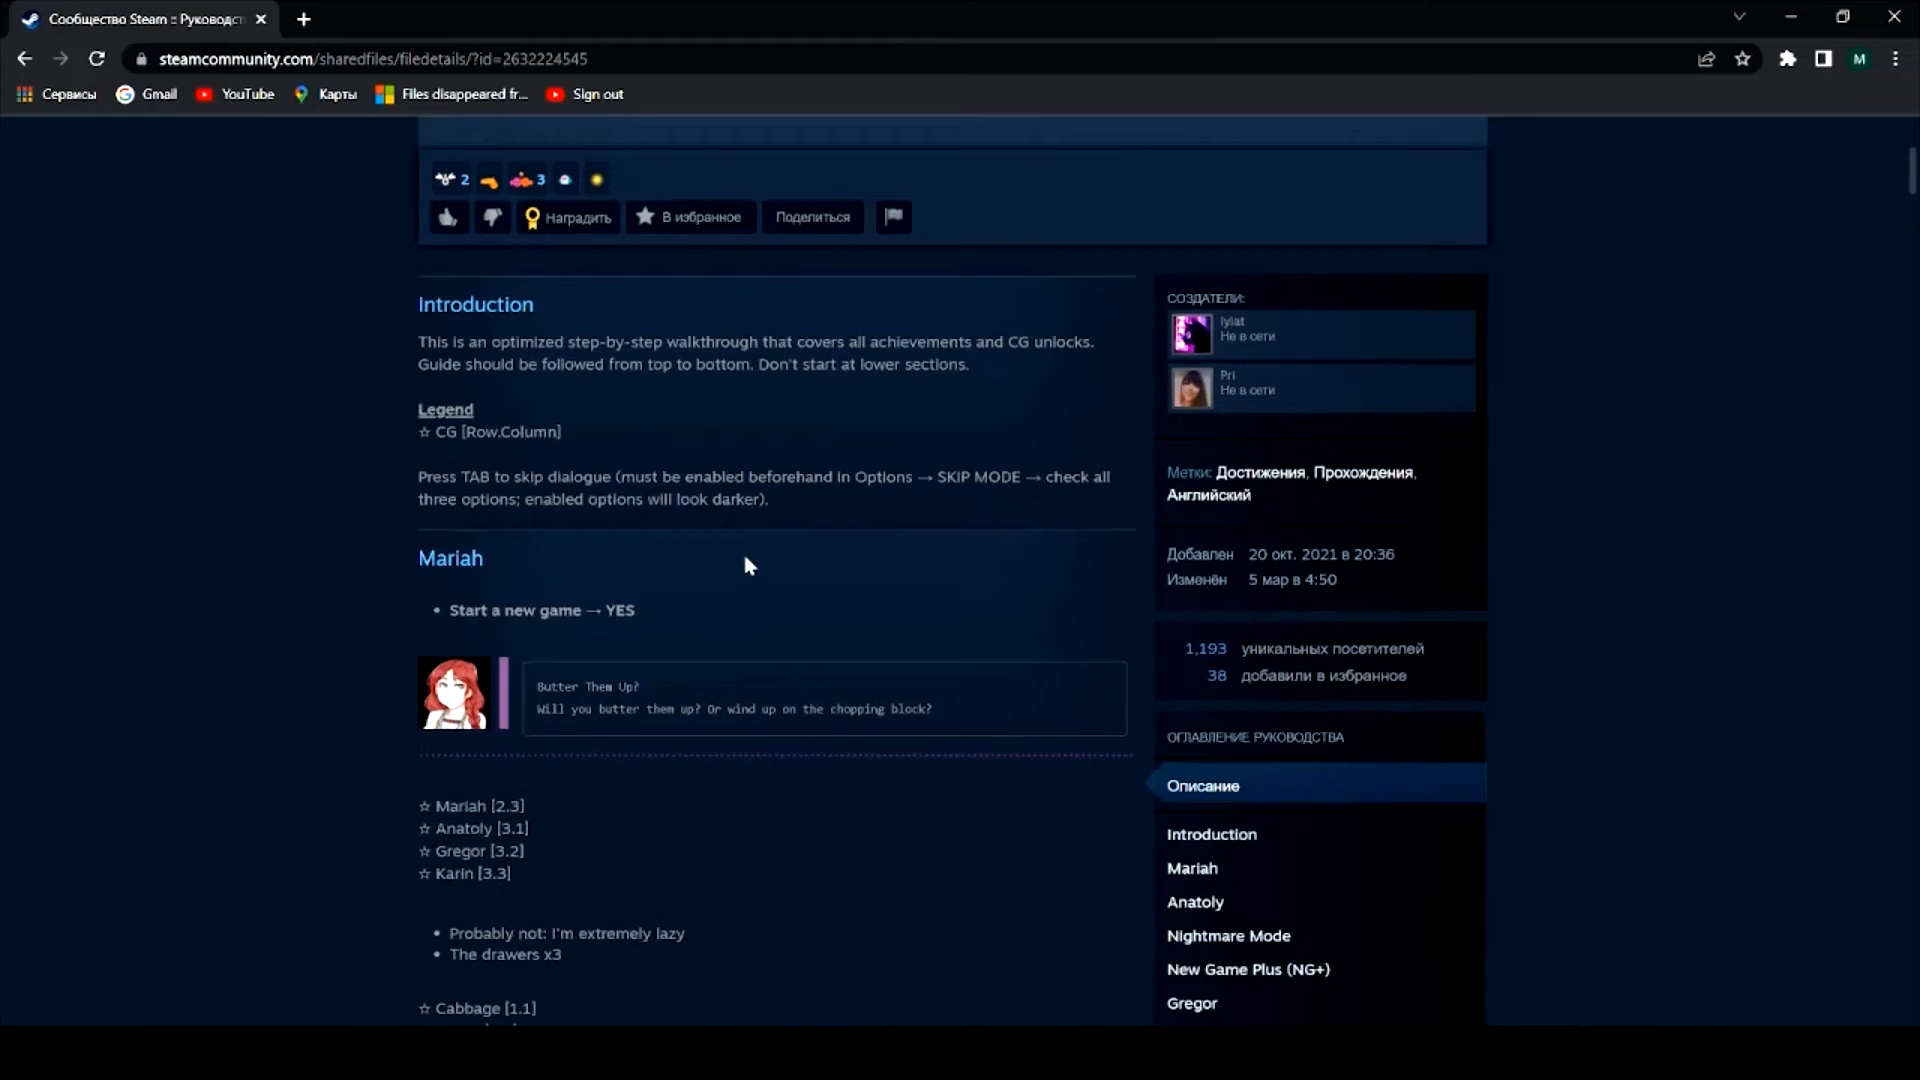 Сообщество Steam :: Руководст
steamcommunity.com/sharedfiles/filedetails/?id=2632224545
M
Сервисы
Gmail
YouTube
Карты
Files disappeared fr...
Sign out
2
3
Наградить
В избранное
Поделиться
Introduction
This is an optimized step-by-step walkthrough that covers all achievements and CG unlocks.
Guide should be followed from top to bottom. Don't start at lower sections.
Legend
☆ CG [Row.Column]
Press TAB to skip dialogue (must be enabled beforehand in Options → SKIP MODE → check all
three options; enabled options will look darker).
Mariah
• Start a new game → YES
Butter Them Up?
Will you butter them up? Or wind up on the chopping block?
☆ Mariah [2.3]
☆ Anatoly [3.1]
☆ Gregor [3.2]
☆ Karin [3.3]
• Probably not: I'm extremely lazy
• The drawers x3
☆ Cabbage [1.1]
СОЗДАТЕЛИ:
Не в сети
Pri
Не в сети
Метки: Достижения, Прохождения,
Английский
Добавлен 20 окт. 2021 в 20:36
Изменён 5 мар в 4:50
1,193 уникальных посетителей
38 добавили в избранное
ОГЛАВЛЕНИЕ РУКОВОДСТВА
Описание
Introduction
Mariah
Anatoly
Nightmare Mode
New Game Plus (NG+)
Gregor